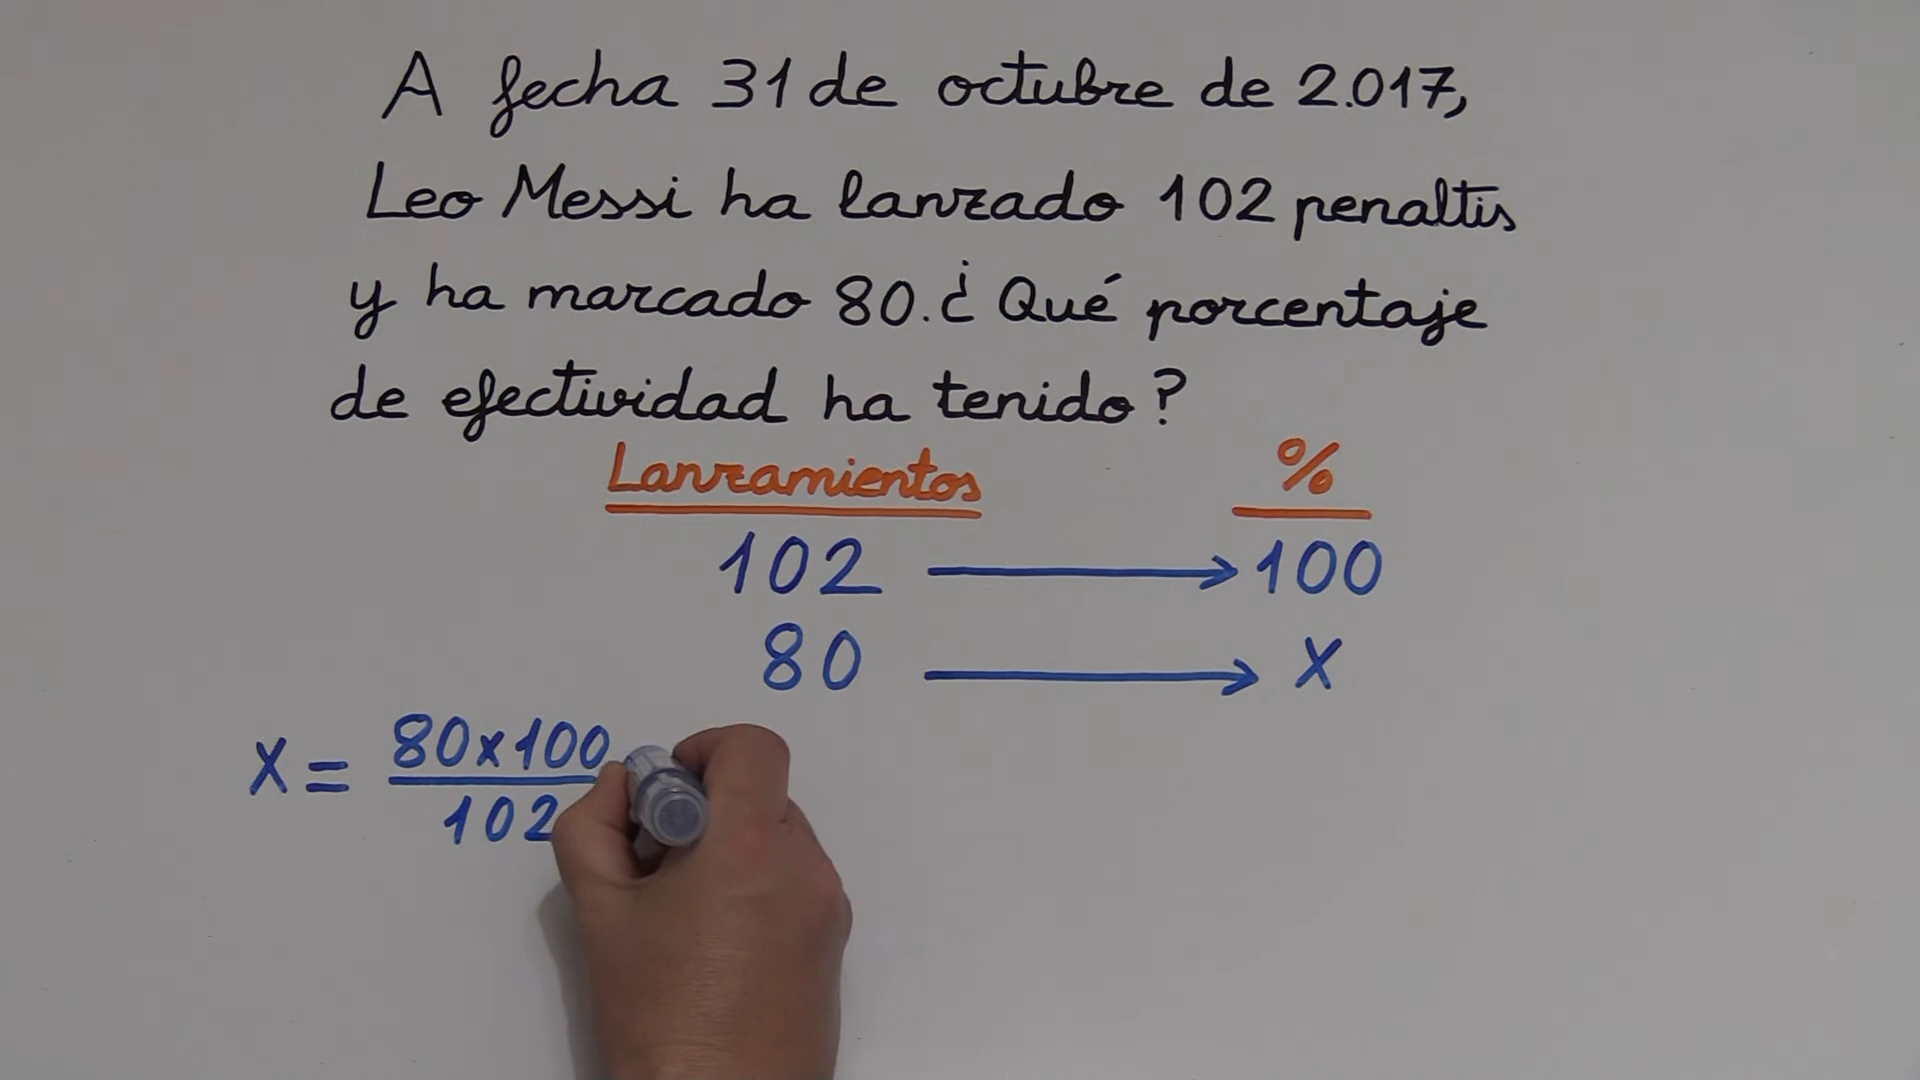 A fecha 31 de octubre de 2.017,
Leo Messi ha lanzado 102 penaltis
y ha marcado 80. ¿Qué porcentaje
de efectividad ha tenido?
Lanzamientos %
102 → 100
80 → X
X = 80x100
102